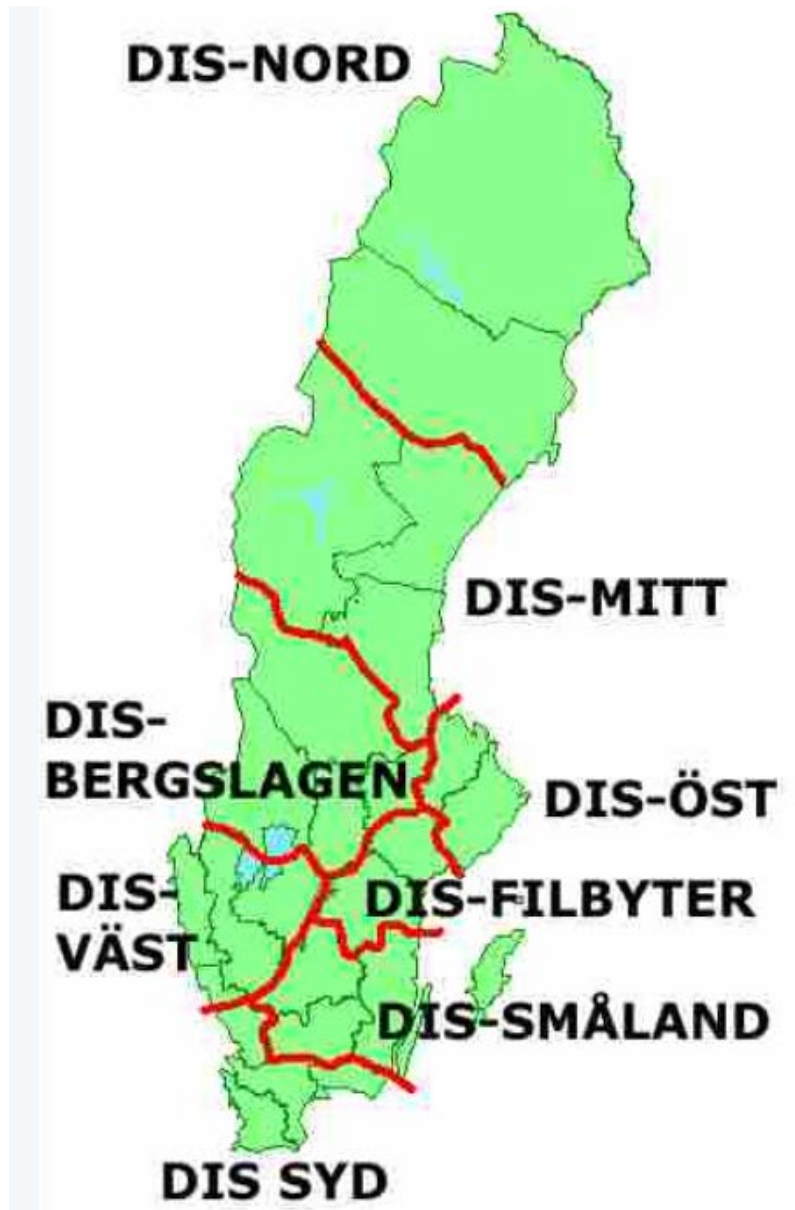 DIS-NORD
DIS-MITT
DIS-
BERGSLAGEN
DIS-ÖST
DIS-
VÄST
DIS-FILBYTER
DIS-SMÅLAND
DIS SYD